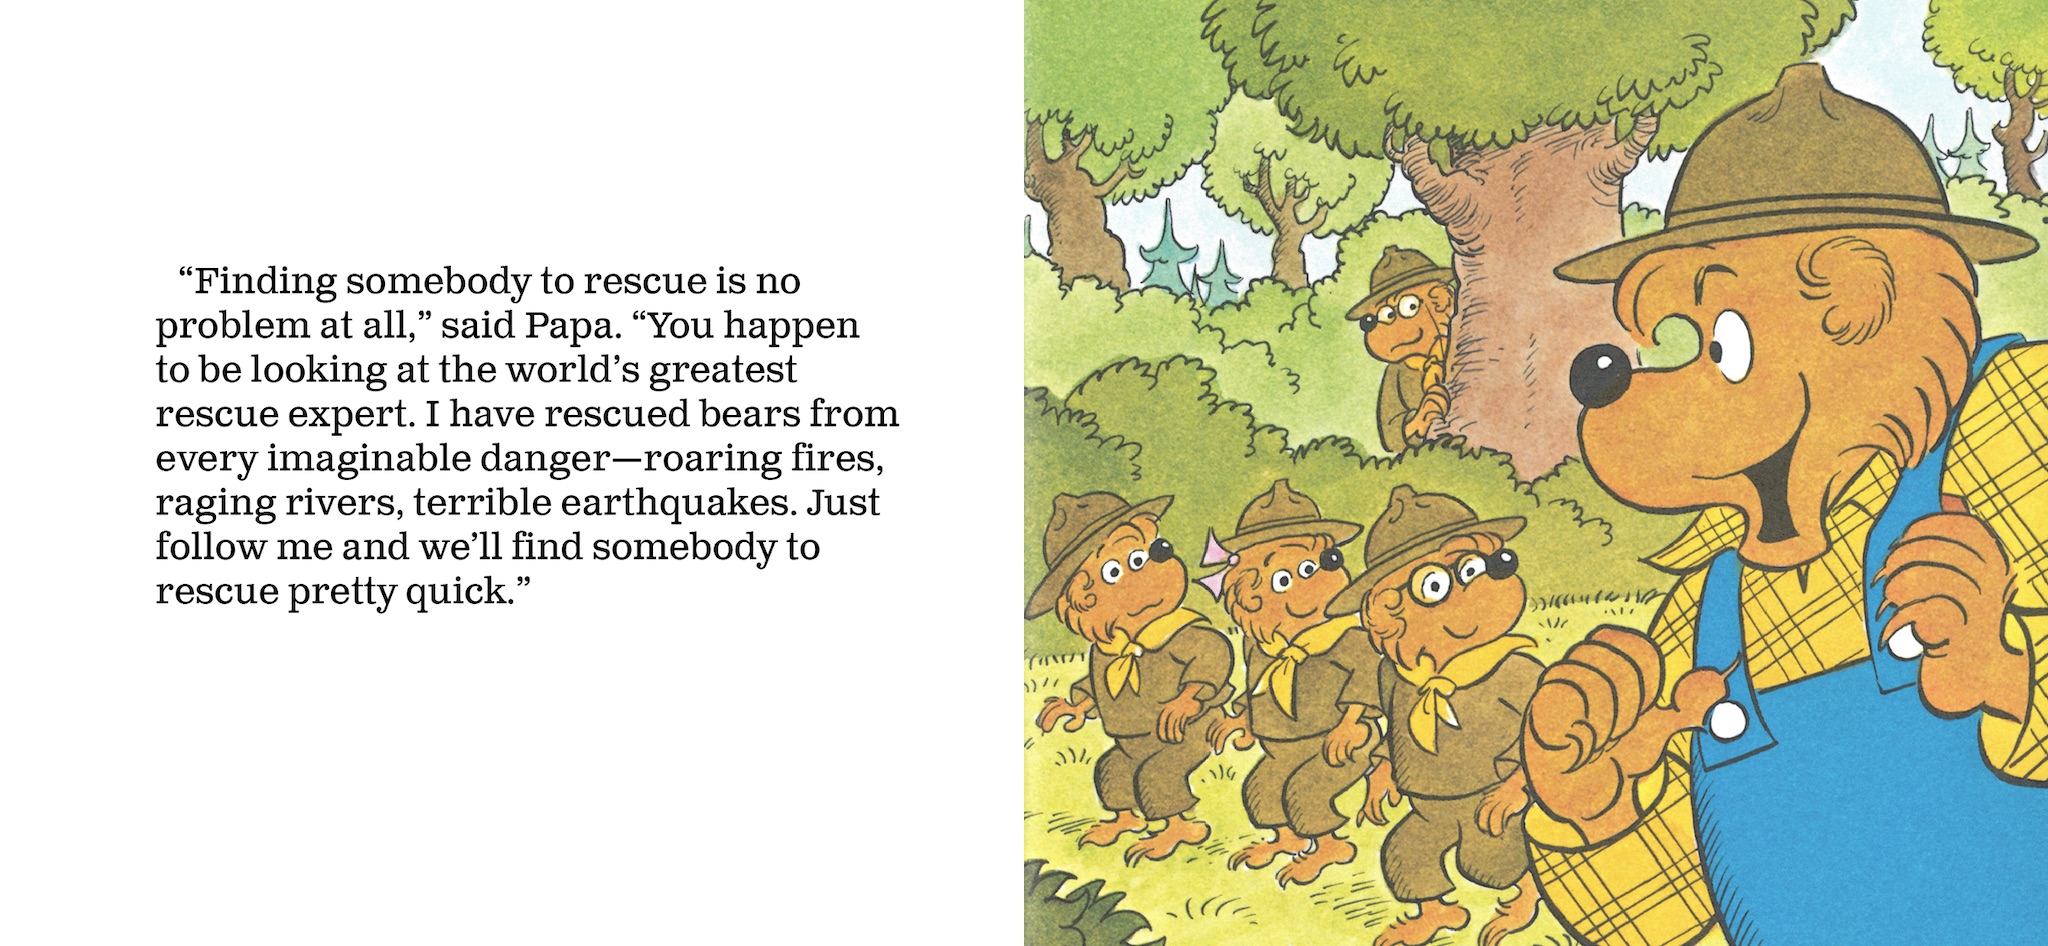 “Finding somebody to rescue is no
problem at all,” said Papa. “You happen
to be looking at the world’s greatest
rescue expert. I have rescued bears from
every imaginable danger—roaring fires,
raging rivers, terrible earthquakes. Just
follow me and we’ll find somebody to
rescue pretty quick.”